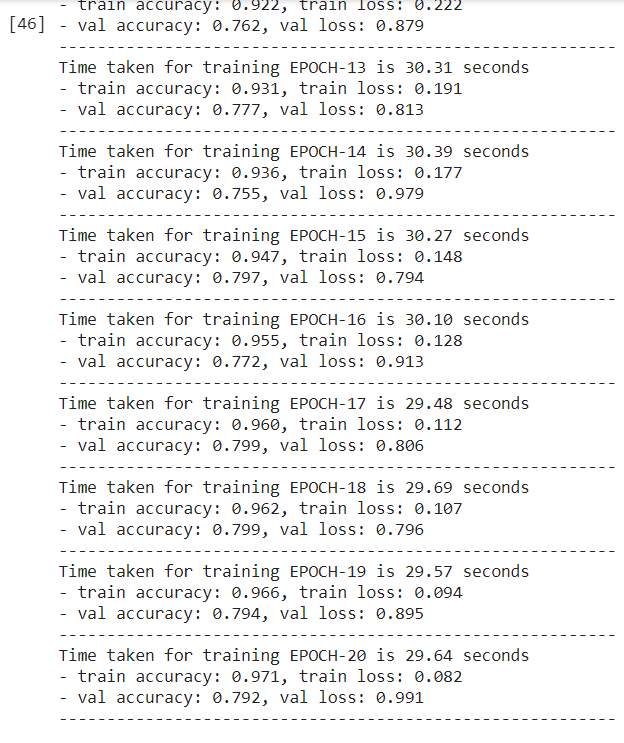 - train accuracy: 0.922, train loss: 0.222
[46] - val accuracy: 0.762, val loss: 0.879
------------------------------------------------------------
Time taken for training EPOCH-13 is 30.31 seconds
- train accuracy: 0.931, train loss: 0.191
- val accuracy: 0.777, val loss: 0.813
------------------------------------------------------------
Time taken for training EPOCH-14 is 30.39 seconds
- train accuracy: 0.936, train loss: 0.177
- val accuracy: 0.755, val loss: 0.979
------------------------------------------------------------
Time taken for training EPOCH-15 is 30.27 seconds
- train accuracy: 0.947, train loss: 0.148
- val accuracy: 0.797, val loss: 0.794
------------------------------------------------------------
Time taken for training EPOCH-16 is 30.10 seconds
- train accuracy: 0.955, train loss: 0.128
- val accuracy: 0.772, val loss: 0.913
------------------------------------------------------------
Time taken for training EPOCH-17 is 29.48 seconds
- train accuracy: 0.960, train loss: 0.112
- val accuracy: 0.799, val loss: 0.806
------------------------------------------------------------
Time taken for training EPOCH-18 is 29.69 seconds
- train accuracy: 0.962, train loss: 0.107
- val accuracy: 0.799, val loss: 0.796
------------------------------------------------------------
Time taken for training EPOCH-19 is 29.57 seconds
- train accuracy: 0.966, train loss: 0.094
- val accuracy: 0.794, val loss: 0.895
------------------------------------------------------------
Time taken for training EPOCH-20 is 29.64 seconds
- train accuracy: 0.971, train loss: 0.082
- val accuracy: 0.792, val loss: 0.991
------------------------------------------------------------